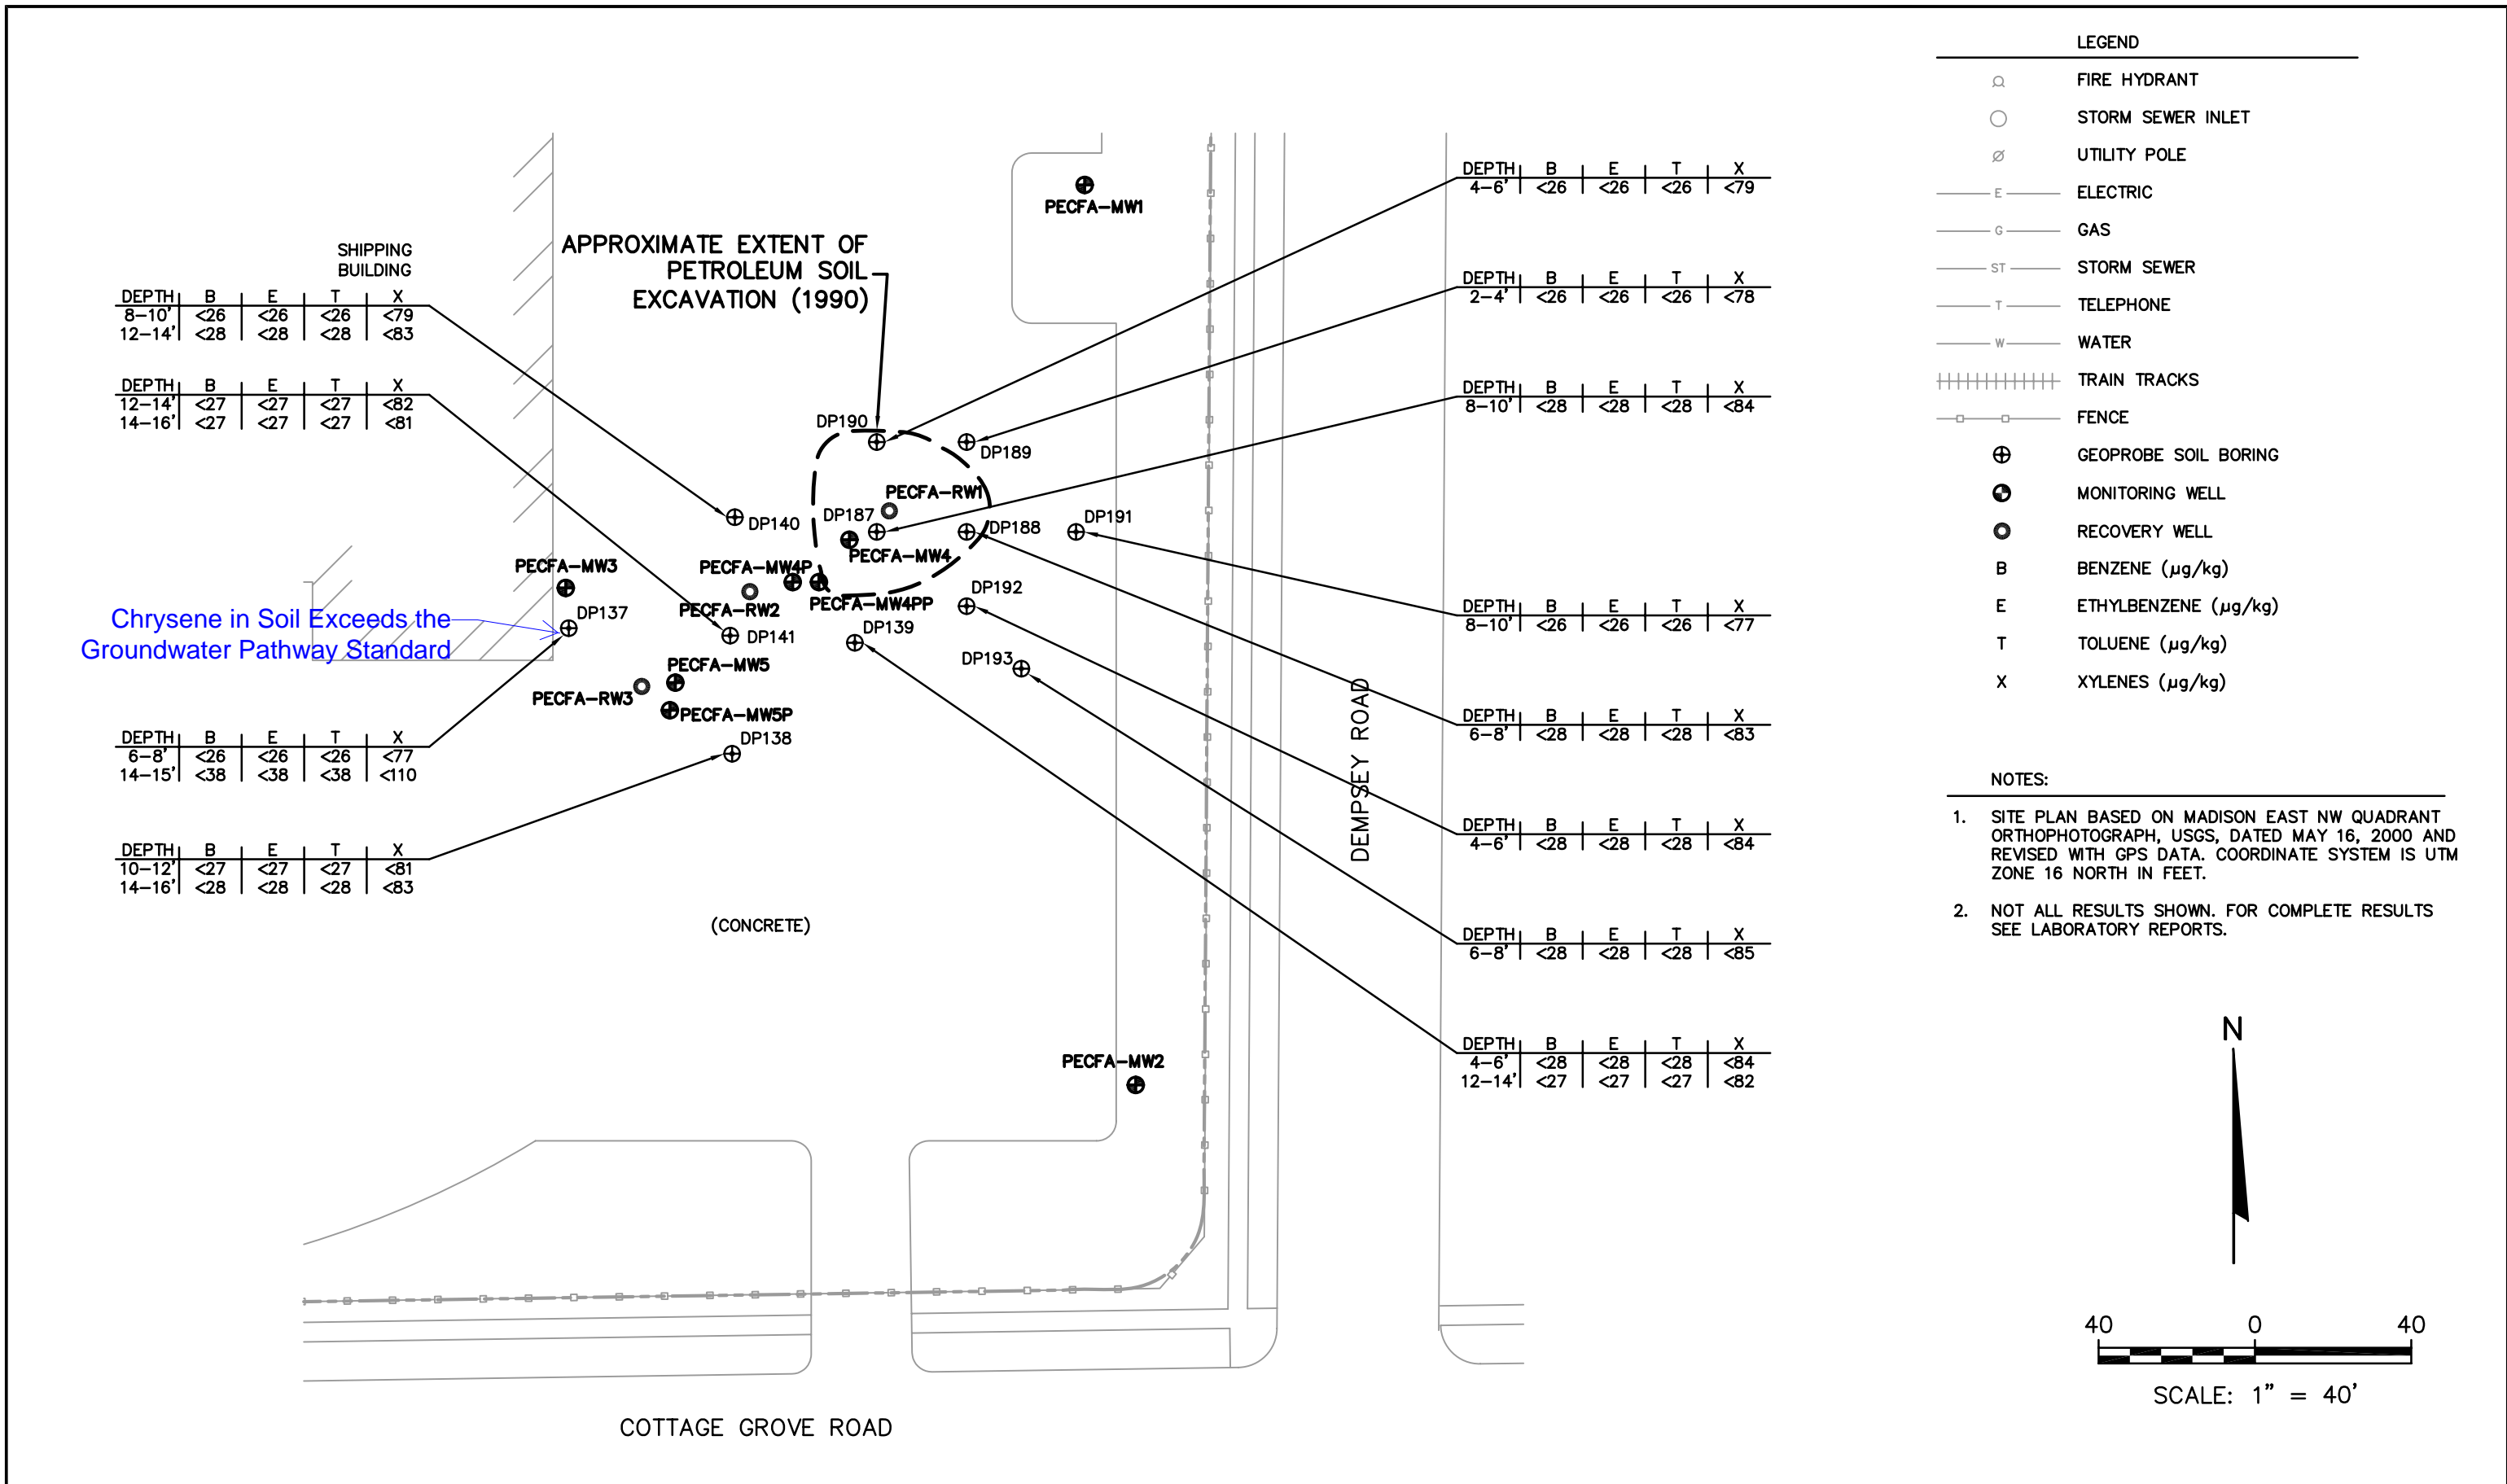 SHIPPING
BUILDING
DEPTH B E T X
8-10' <26 <26 <26 <79
12-14' <28 <28 <28 <83
DEPTH B E T X
12-14' <27 <27 <27 <82
14-16' <27 <27 <27 <81
Chrysene in Soil Exceeds the
Groundwater Pathway Standard
DEPTH B E T X
6-8' <26 <26 <26 <77
14-15' <38 <38 <38 <110
DEPTH B E T X
10-12' <27 <27 <27 <81
14-16' <28 <28 <28 <83
APPROXIMATE EXTENT OF
PETROLEUM SOIL
EXCAVATION (1990)
PECFA-MW1
DP190
DP189
PECFA-RW1
DP187
DP188
DP191
DP140
PECFA-MW4
PECFA-MW3
PECFA-MW4P
PECFA-RW2
PECFA-MW4PP
DP192
DP137
DP141
DP139
DP193
PECFA-MW5
PECFA-RW3
PECFA-MW5P
DP138
(CONCRETE)
PECFA-MW2
DEMPSEY ROAD
COTTAGE GROVE ROAD
DEPTH B E T X
4-6' <26 <26 <26 <79
DEPTH B E T X
2-4' <26 <26 <26 <78
DEPTH B E T X
8-10' <28 <28 <28 <84
DEPTH B E T X
8-10' <26 <26 <26 <77
DEPTH B E T X
6-8' <28 <28 <28 <83
DEPTH B E T X
4-6' <28 <28 <28 <84
DEPTH B E T X
6-8' <28 <28 <28 <85
DEPTH B E T X
4-6' <28 <28 <28 <84
12-14' <27 <27 <27 <82
LEGEND
FIRE HYDRANT
STORM SEWER INLET
UTILITY POLE
E ELECTRIC
G GAS
ST STORM SEWER
T TELEPHONE
W WATER
TRAIN TRACKS
FENCE
GEOPROBE SOIL BORING
MONITORING WELL
RECOVERY WELL
B BENZENE (µg/kg)
E ETHYLBENZENE (µg/kg)
T TOLUENE (µg/kg)
X XYLENES (µg/kg)
NOTES:
1. SITE PLAN BASED ON MADISON EAST NW QUADRANT
ORTHOPHOTOGRAPH, USGS, DATED MAY 16, 2000 AND
REVISED WITH GPS DATA. COORDINATE SYSTEM IS UTM
ZONE 16 NORTH IN FEET.
2. NOT ALL RESULTS SHOWN. FOR COMPLETE RESULTS
SEE LABORATORY REPORTS.
N
40 0 40
SCALE: 1" = 40'